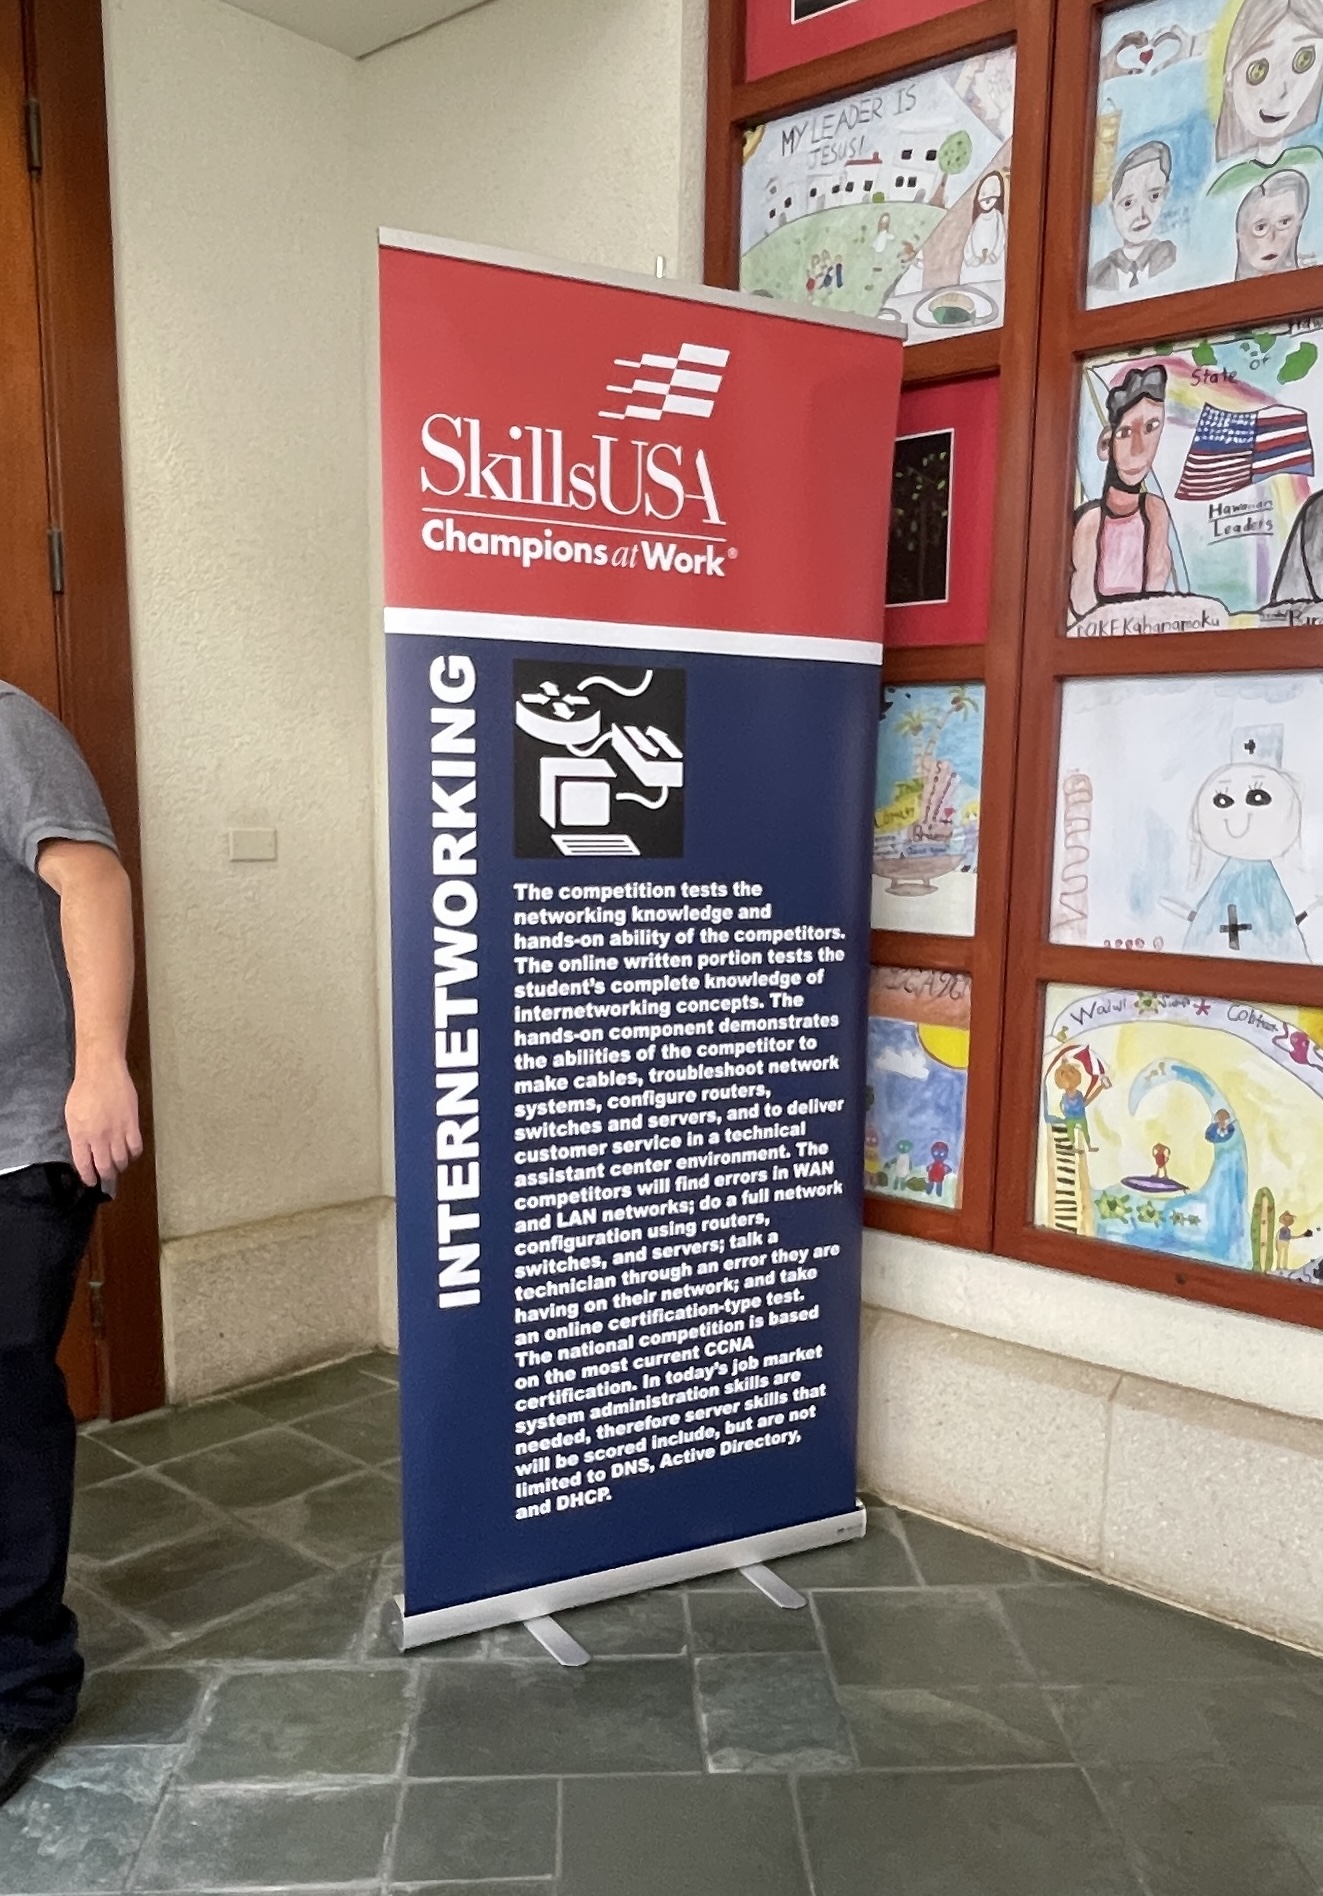 SkillsUSA
Champions at Work®
INTERNETWORKING
The competition tests the
networking knowledge and
hands-on ability of the competitors.
The online written portion tests the
student's complete knowledge of
internetworking concepts. The
hands-on component demonstrates
the abilities of the competitor to
make cables, troubleshoot network
systems, configure routers,
switches and servers, and to deliver
customer service in a technical
assistant center environment. The
competitors will find errors in WAN
and LAN networks; do a full network
configuration using routers,
switches, and servers; talk a
technician through an error they are
having on their network; and take
an online certification-type test.
The national competition is based
on the most current CCNA
certification. In today's job market
system administration skills are
needed, therefore server skills that
will be scored include, but are not
limited to DNS, Active Directory,
and DHCP.
MY LEADER IS
JESUS!
State of
Hawaiian
Leaders
Kahanamoku